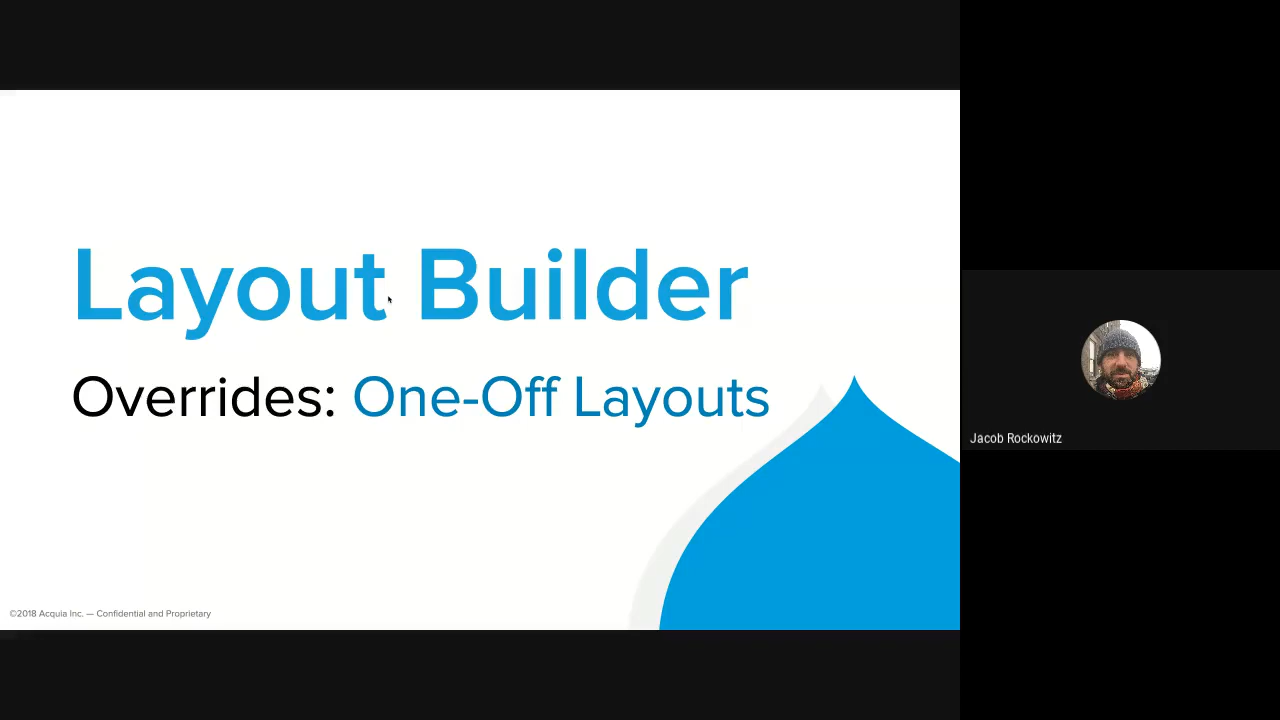 Layout Builder
Overrides: One-Off Layouts
©2018 Acquia Inc. — Confidential and Proprietary
Jacob Rockowitz